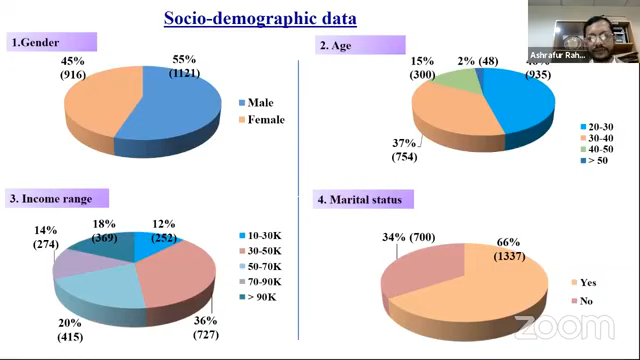 Socio-demographic data
1.Gender
45%
(916)
55%
(1121)
Male
Female
2. Age
15%
(300)
2% (48)
(935)
37%
(754)
20-30
30-40
40-50
> 50
Ashrafur Rah...
3. Income range
14%
(274)
18%
(369)
12%
(252)
20%
(415)
36%
(727)
10-30K
30-50K
50-70K
70-90K
> 90K
4. Marital status
34% (700)
66%
(1337)
Yes
No
zoom